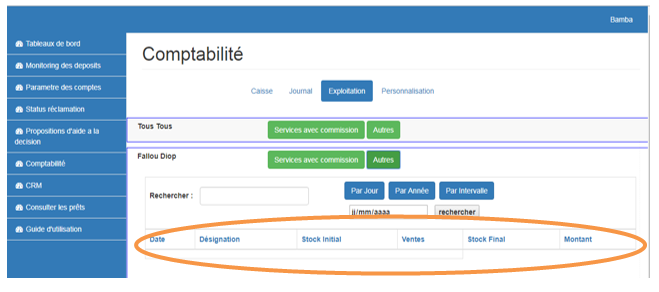 Bamba
Tableaux de bord
Monitoring des deposits
Parametre des comptes
Status réclamation
Propositions d'aide a la
decision
Comptabilité
CRM
Consulter les prêts
Guide d'utilisation
Comptabilité
Caisse Journal Exploitation Personnalisation
Tous Tous Services avec commission Autres
Fallou Diop Services avec commission Autres
Rechercher : Par Jour Par Année Par Intervalle
jj/mm/aaaa rechercher
Date Désignation Stock Initial Ventes Stock Final Montant